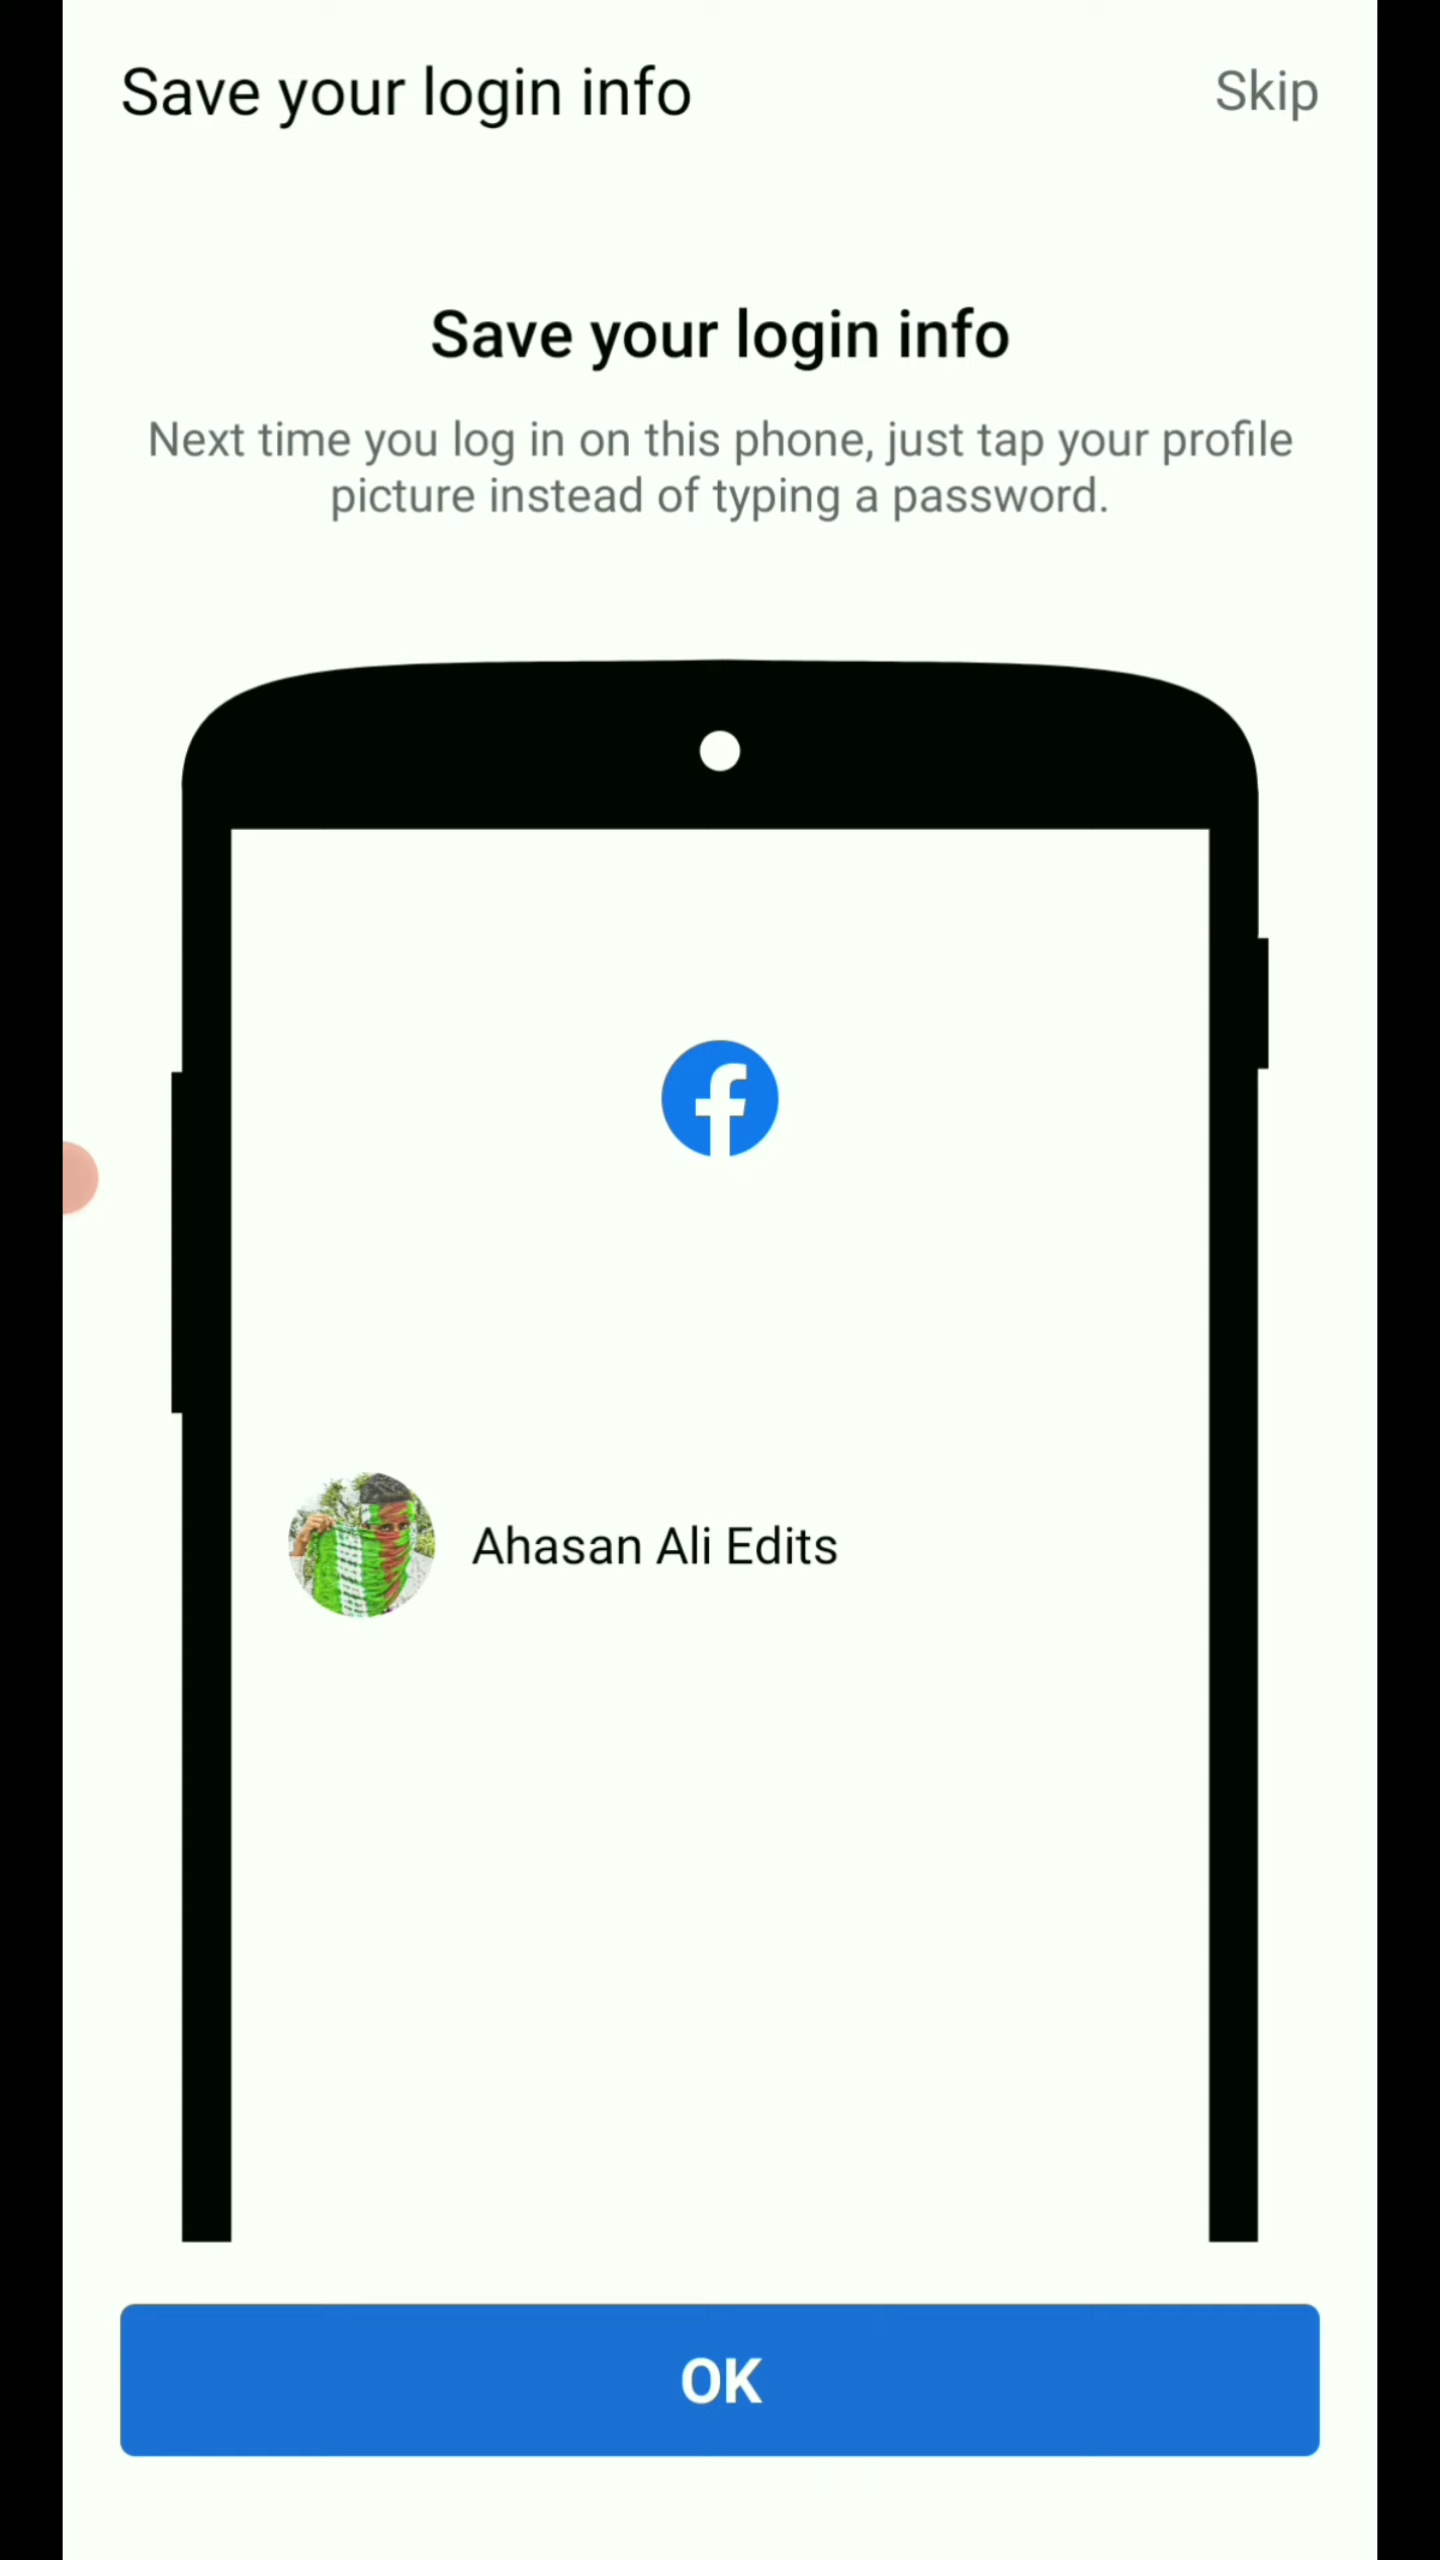 Save your login info
Skip
Save your login info
Next time you log in on this phone, just tap your profile
picture instead of typing a password.
Ahasan Ali Edits
OK